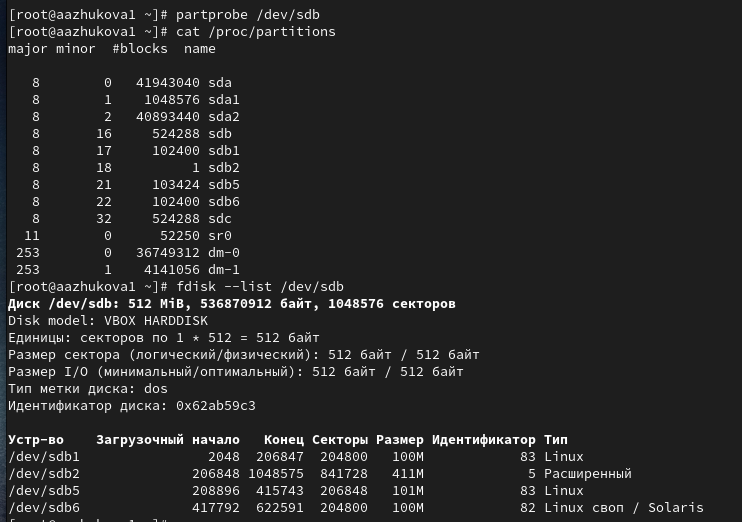 [root@aazhukova1 ~]# partprobe /dev/sdb
[root@aazhukova1 ~]# cat /proc/partitions
major minor  #blocks  name

   8        0   41943040 sda
   8        1    1048576 sda1
   8        2   40893440 sda2
   8       16     524288 sdb
   8       17     102400 sdb1
   8       18          1 sdb2
   8       21     103424 sdb5
   8       22     102400 sdb6
   8       32     524288 sdc
  11        0      52250 sr0
 253        0   36749312 dm-0
 253        1    4141056 dm-1
[root@aazhukova1 ~]# fdisk --list /dev/sdb
Диск /dev/sdb: 512 MiB, 536870912 байт, 1048576 секторов
Disk model: VBOX HARDDISK
Единицы: секторов по 1 * 512 = 512 байт
Размер сектора (логический/физический): 512 байт / 512 байт
Размер I/O (минимальный/оптимальный): 512 байт / 512 байт
Тип метки диска: dos
Идентификатор диска: 0x62ab59c3

Устр-во    Загрузочный начало   Конец Секторы Размер Идентификатор Тип
/dev/sdb1                2048  206847  204800   100M            83 Linux
/dev/sdb2              206848 1048575  841728   411M             5 Расширенный
/dev/sdb5              208896  415743  206848   101M            83 Linux
/dev/sdb6              417792  622591  204800   100M            82 Linux своп / Solaris